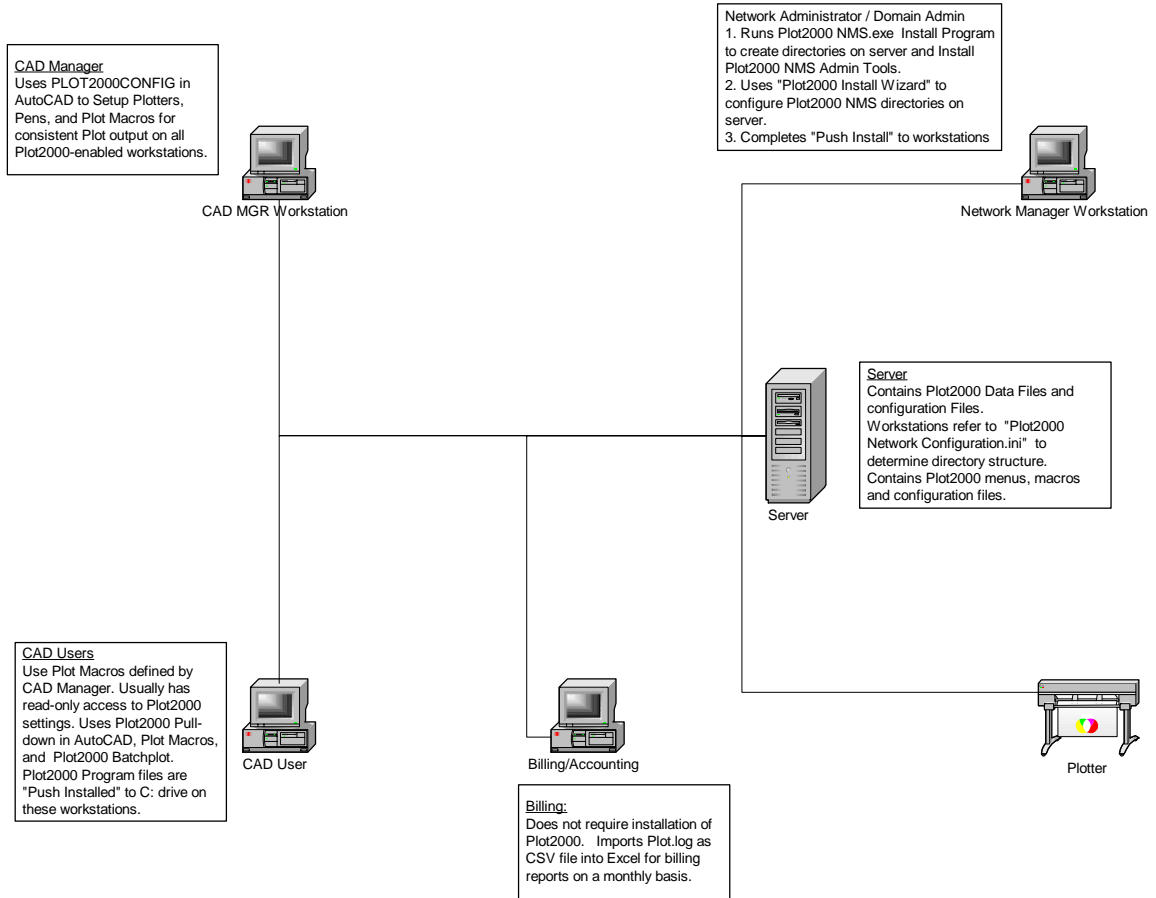 Network Administrator / Domain Admin
1. Runs Plot2000 NMS.exe Install Program
to create directories on server and Install
Plot2000 NMS Admin Tools.
2. Uses "Plot2000 Install Wizard" to
configure Plot2000 NMS directories on
server.
3. Completes "Push Install" to workstations
CAD Manager
Uses PLOT2000CONFIG in
AutoCAD to Setup Plotters,
Pens, and Plot Macros for
consistent Plot output on all
Plot2000-enabled workstations.
CAD MGR Workstation
Network Manager Workstation
Server
Contains Plot2000 Data Files and
configuration Files.
Workstations refer to "Plot2000
Network Configuration.ini" to
determine directory structure.
Contains Plot2000 menus, macros
and configuration files.
Server
CAD Users
Use Plot Macros defined by
CAD Manager. Usually has
read-only access to Plot2000
settings. Uses Plot2000 Pull-
down in AutoCAD, Plot Macros,
and Plot2000 Batchplot.
Plot2000 Program files are
"Push Installed" to C: drive on
these workstations.
CAD User
Billing/Accounting
Plotter
Billing:
Does not require installation of
Plot2000. Imports Plot.log as
CSV file into Excel for billing
reports on a monthly basis.